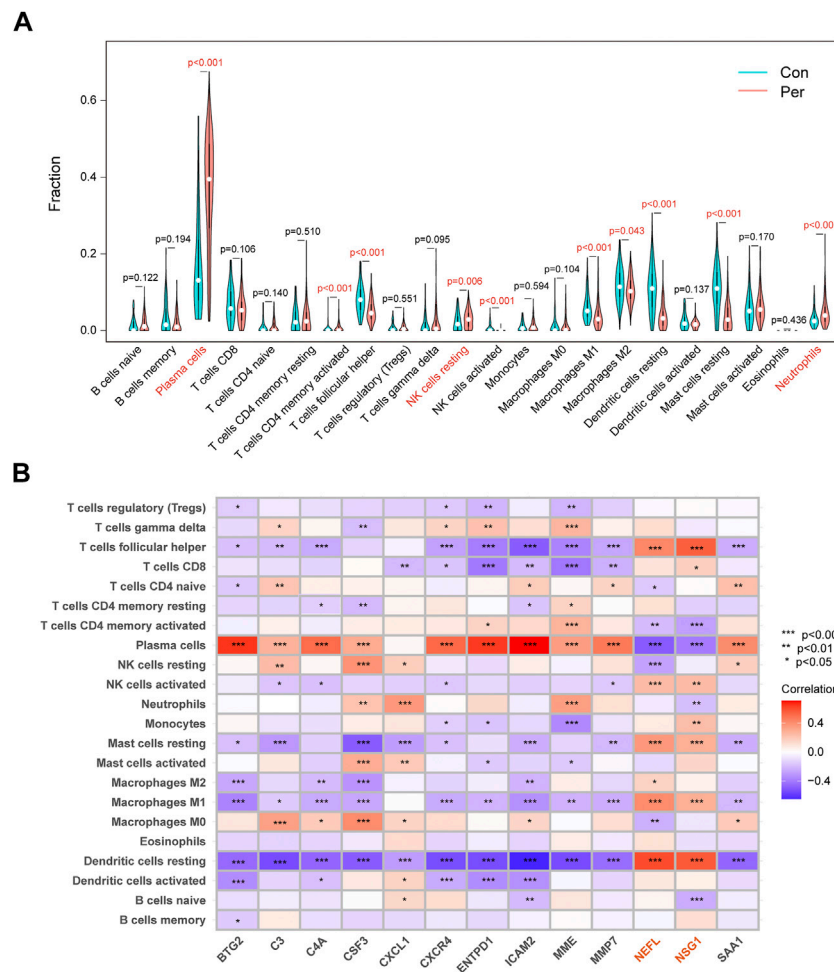 A
Con
Per
Fraction
0.6
0.4
0.2
0.0
p=0.122
p=0.194
p<0.001
p=0.106
p=0.140
p=0.510
p<0.001
p<0.001
p=0.551
p=0.095
p=0.006
p<0.001
p=0.594
p=0.104
p<0.001
p=0.043
p<0.001
p=0.137
p<0.001
p=0.170
p=0.436
p<0.00
B cells naive
B cells memory
Plasma cells
T cells CD8
T cells CD4 naive
T cells CD4 memory resting
T cells CD4 memory activated
T cells follicular helper
T cells regulatory (Tregs)
T cells gamma delta
NK cells resting
NK cells activated
Monocytes
Macrophages M0
Macrophages M1
Macrophages M2
Dendritic cells resting
Dendritic cells activated
Mast cells resting
Mast cells activated
Eosinophils
Neutrophils
B
T cells regulatory (Tregs) * * ** **
T cells gamma delta * ** * ** ***
T cells follicular helper * ** *** *** *** *** *** *** *** *** ***
T cells CD8 ** * *** ** *** ** *
T cells CD4 naive * ** * * * **
T cells CD4 memory resting * ** * *
T cells CD4 memory activated * *** ** ***
Plasma cells *** *** *** *** *** *** *** *** *** *** *** ***
NK cells resting ** *** * *** *
NK cells activated * * * * *** **
Neutrophils ** *** *** **
Monocytes * * *** **
Mast cells resting * *** *** *** * *** ** *** *** **
Mast cells activated *** ** * *
Macrophages M2 *** ** *** ** *
Macrophages M1 *** * *** *** *** ** *** ** *** *** *** **
Macrophages M0 *** * *** * * ** *
Eosinophils
Dendritic cells resting *** *** *** *** *** *** *** *** *** *** *** *** ***
Dendritic cells activated *** * * *** *** ***
B cells naive * ** ***
B cells memory *
BTG2
C3
C4A
CSF3
CXCL1
CXCR4
ENTPD1
ICAM2
MME
MMP7
NEFL
NSG1
SAA1
*** p<0.00
** p<0.01
* p<0.05
Correlation
0.4
0.0
−0.4